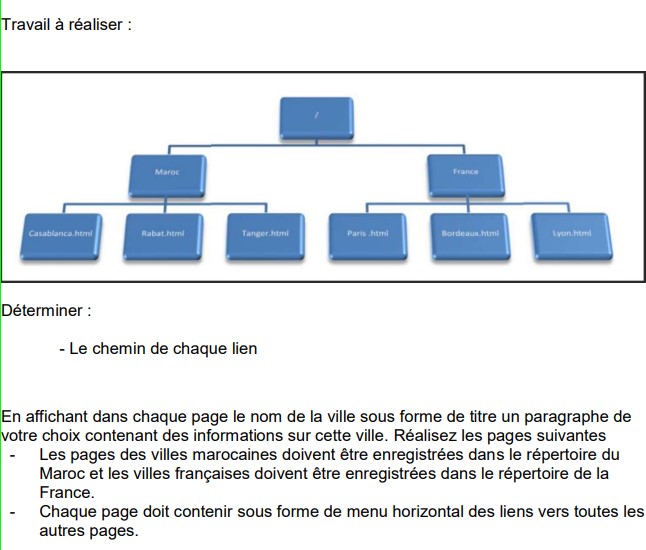 Travail à réaliser :
/
Maroc
France
Casablanca.html
Rabat.html
Tanger.html
Paris .html
Bordeaux.html
Lyon.html
Déterminer :
- Le chemin de chaque lien
En affichant dans chaque page le nom de la ville sous forme de titre un paragraphe de
votre choix contenant des informations sur cette ville. Réalisez les pages suivantes
- Les pages des villes marocaines doivent être enregistrées dans le répertoire du
Maroc et les villes françaises doivent être enregistrées dans le répertoire de la
France.
- Chaque page doit contenir sous forme de menu horizontal des liens vers toutes les
autres pages.